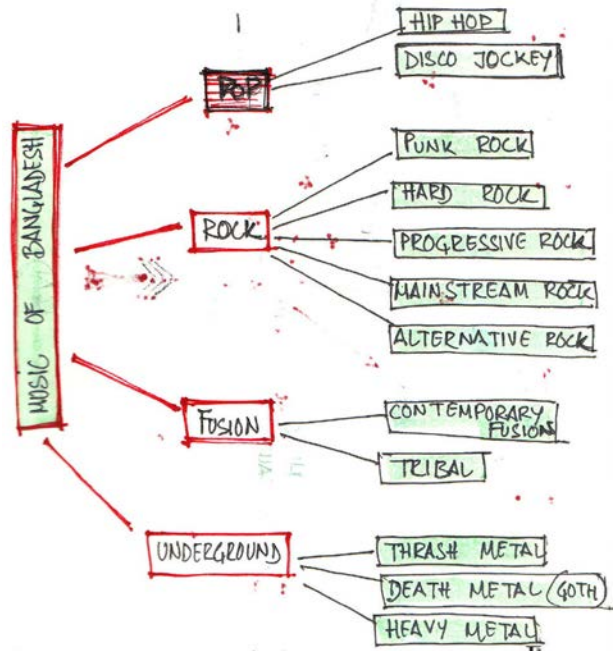 MUSIC OF BANGLADESH
POP
HIP HOP
DISCO JOCKEY
ROCK
PUNK ROCK
HARD ROCK
PROGRESSIVE ROCK
MAINSTREAM ROCK
ALTERNATIVE ROCK
FUSION
CONTEMPORARY
FUSION
TRIBAL
UNDERGROUND
THRASH METAL
DEATH METAL (GOTH)
HEAVY METAL